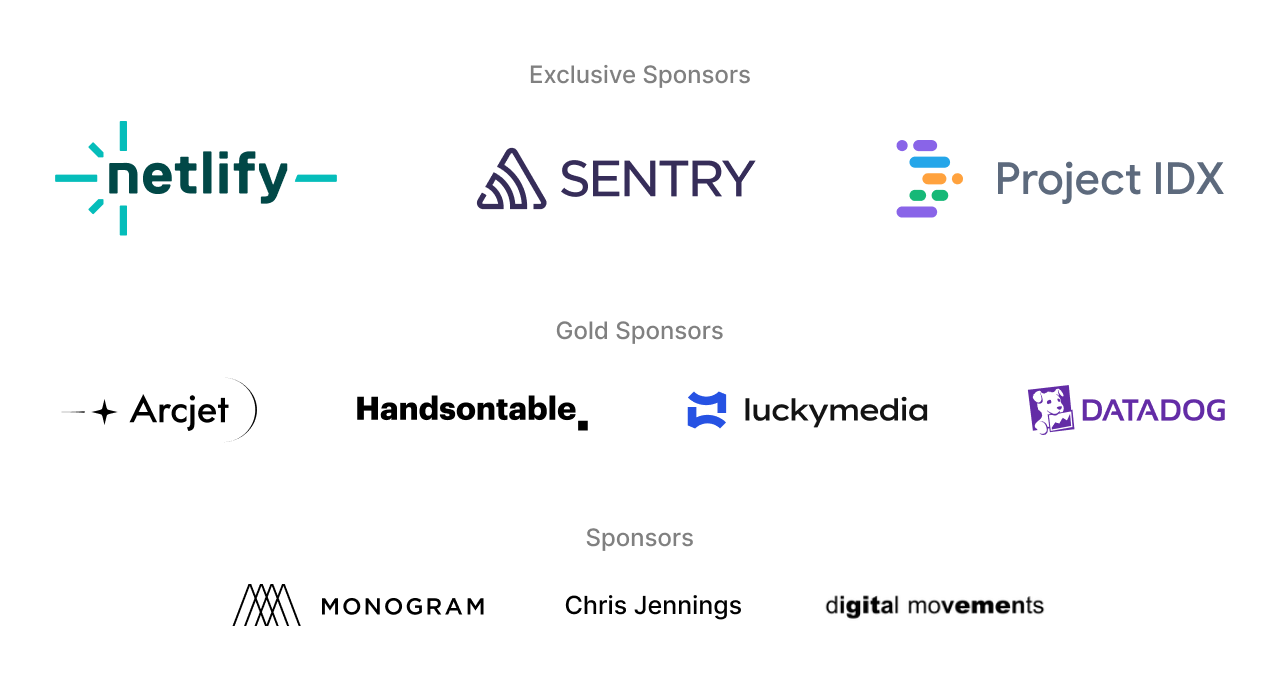 Exclusive Sponsors
netlify
SENTRY
Project IDX
Gold Sponsors
Arcjet
Handsontable
luckymedia
DATADOG
Sponsors
MONOGRAM
Chris Jennings
digital movements